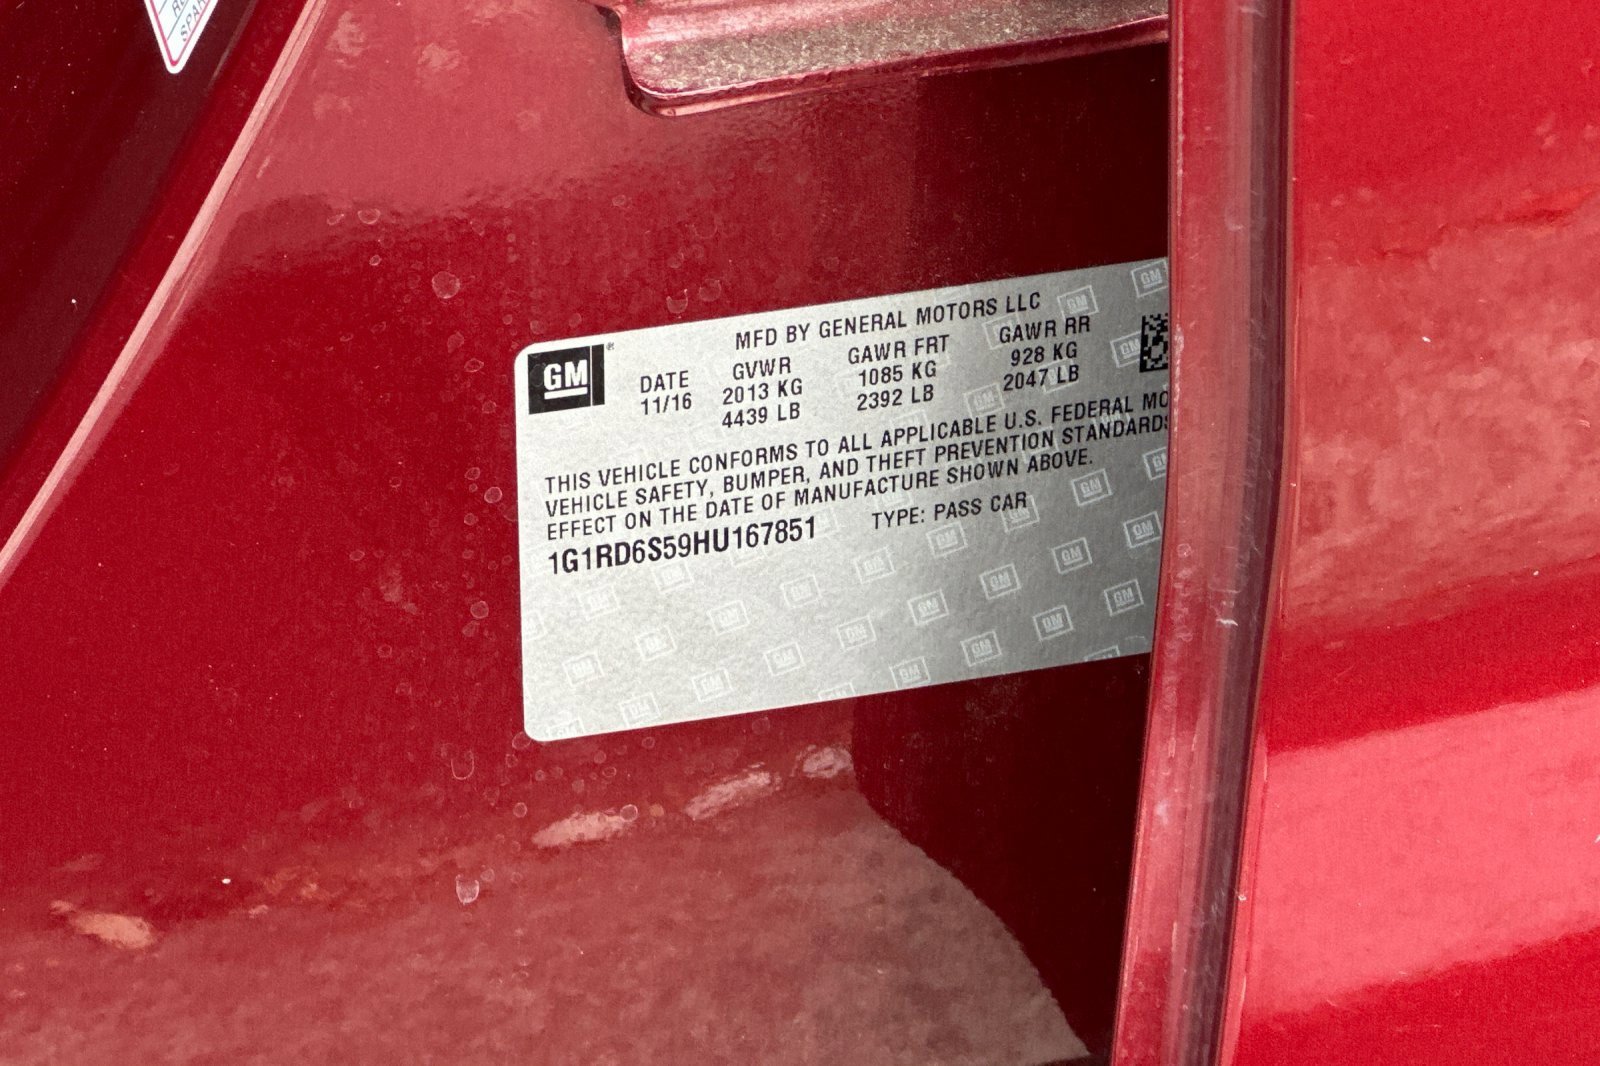 SPAR
GM
MFD BY GENERAL MOTORS LLC
DATE GVWR GAWR FRT GAWR RR
11/16 2013 KG 1085 KG 928 KG
4439 LB 2392 LB 2047 LB
THIS VEHICLE CONFORMS TO ALL APPLICABLE U.S. FEDERAL MO
VEHICLE SAFETY, BUMPER, AND THEFT PREVENTION STANDARDS
EFFECT ON THE DATE OF MANUFACTURE SHOWN ABOVE.
1G1RD6S59HU167851 TYPE: PASS CAR